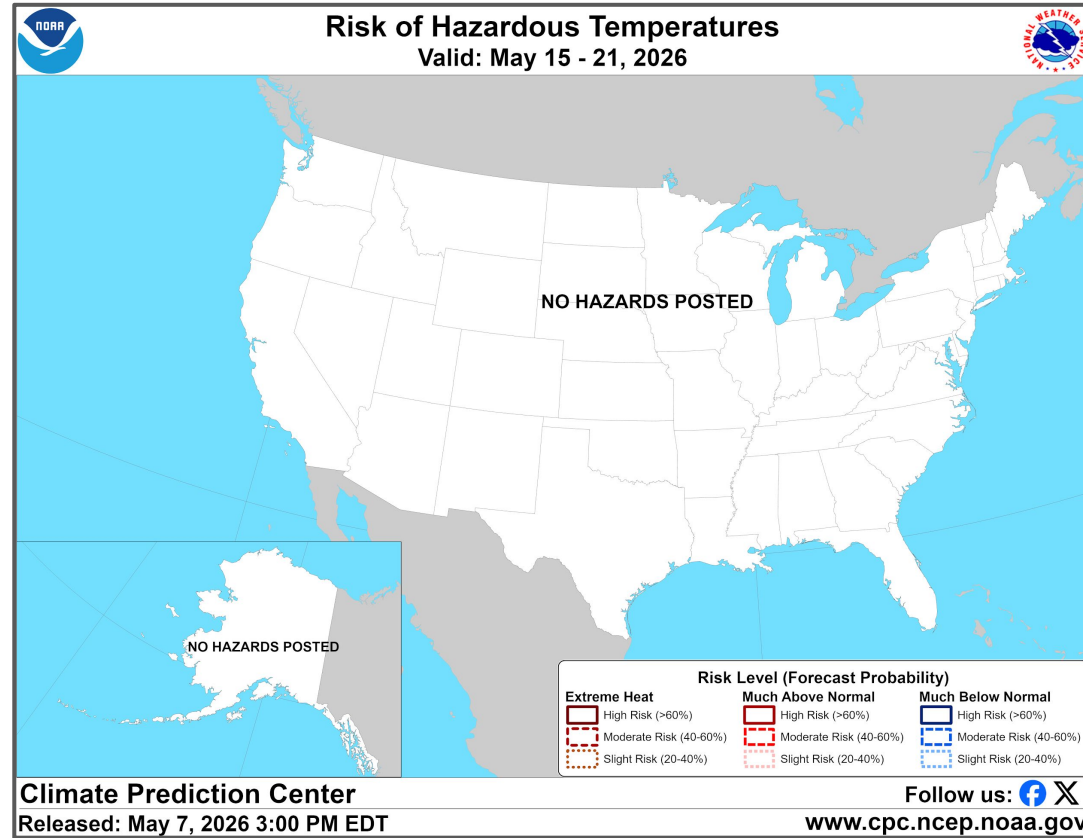 NOAA
Risk of Hazardous Temperatures
Valid: May 15 - 21, 2026
NATIONAL WEATHER SERVICE
NO HAZARDS POSTED
NO HAZARDS POSTED
Risk Level (Forecast Probability)
Extreme Heat
High Risk (>60%)
Moderate Risk (40-60%)
Slight Risk (20-40%)
Much Above Normal
High Risk (>60%)
Moderate Risk (40-60%)
Slight Risk (20-40%)
Much Below Normal
High Risk (>60%)
Moderate Risk (40-60%)
Slight Risk (20-40%)
Climate Prediction Center
Follow us:
Released: May 7, 2026 3:00 PM EDT
www.cpc.ncep.noaa.gov